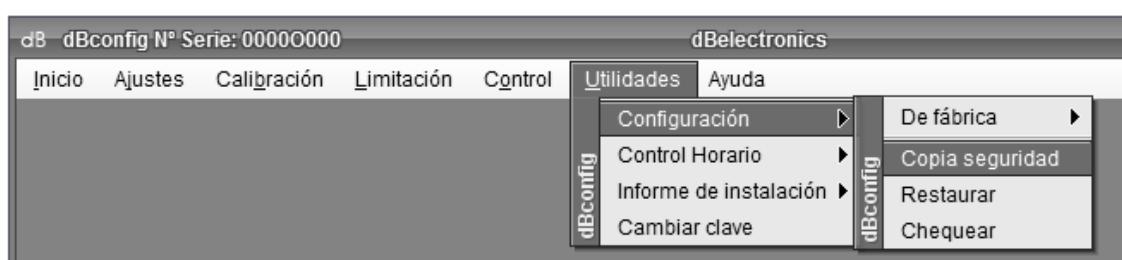 dB dBconfig Nº Serie: 00000000 dBelectronics
Inicio Ajustes Calibración Limitación Control Utilidades Ayuda
dBconfig
Configuración
Control Horario
Informe de instalación
Cambiar clave
dBconfig
De fábrica
Copia seguridad
Restaurar
Chequear